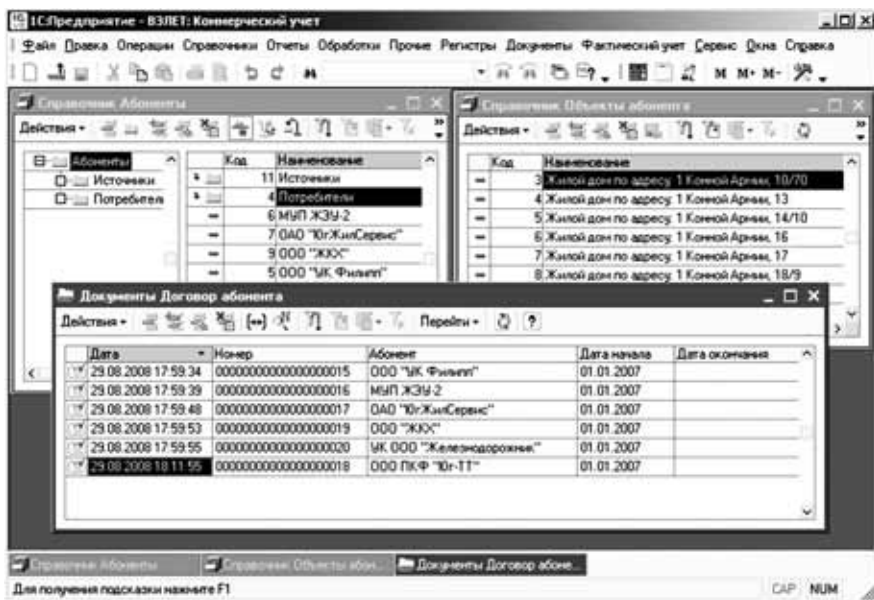 1С:Предприятие - ВЗЛЕТ: Коммерческий учет
Файл Правка Операции Справочники Отчеты Обработки Прочие Регистры Документы Фактический учет Сервис Окна Справка
M M+ M-
Справочник Абоненты
Действия
Абоненты
Источники
Потребители
Код Наименование
11 Источники
4 Потребители
6 МУП ЖЭУ-2
7 ОАО "ЮгЖилСервис"
9 ООО "ЖКХ"
5 ООО "УК Филипп"
Справочник Объекты абонента
Действия
Код Наименование
3 Жилой дом по адресу: 1 Конной Армии, 10/70
4 Жилой дом по адресу: 1 Конной Армии, 13
5 Жилой дом по адресу: 1 Конной Армии, 14/10
6 Жилой дом по адресу: 1 Конной Армии, 16
7 Жилой дом по адресу: 1 Конной Армии, 17
8 Жилой дом по адресу: 1 Конной Армии, 18/9
Документы Договор абонента
Действия Перейти ?
Дата Номер Абонент Дата начала Дата окончания
29.08.2008 17:59:34 00000000000000000015 ООО "УК Филипп" 01.01.2007
29.08.2008 17:59:39 00000000000000000016 МУП ЖЭУ-2 01.01.2007
29.08.2008 17:59:48 00000000000000000017 ОАО "ЮгЖилСервис" 01.01.2007
29.08.2008 17:59:53 00000000000000000019 ООО "ЖКХ" 01.01.2007
29.08.2008 17:59:55 00000000000000000020 УК ООО "Железнодорожник" 01.01.2007
29.08.2008 18:11:55 00000000000000000018 ООО ПКФ "Юг-ТТ" 01.01.2007
Справочник Абоненты
Справочник Объекты абон...
Документы Договор абоне...
Для получения подсказки нажмите F1
CAP NUM